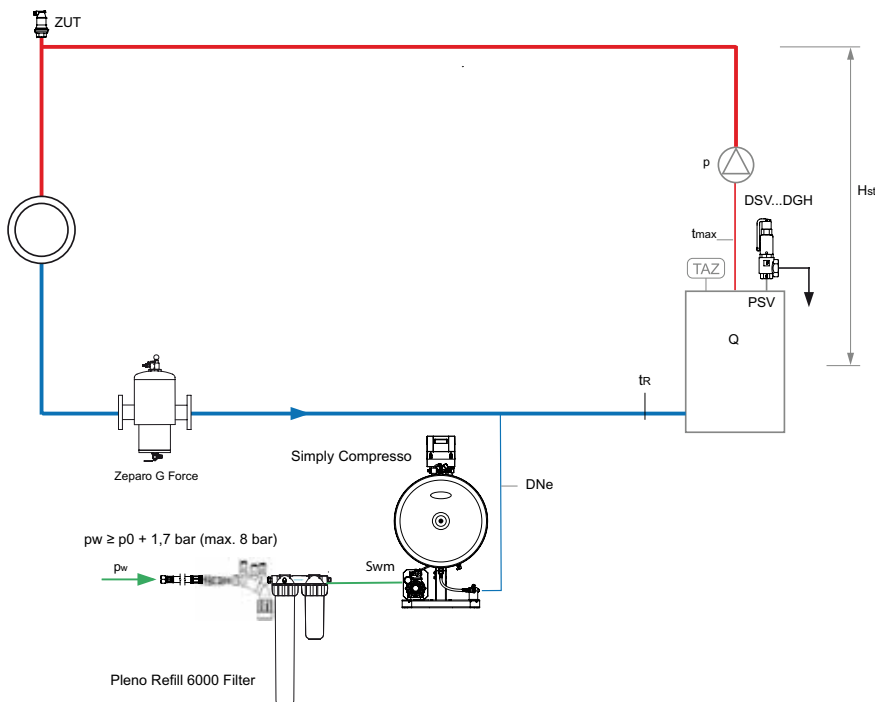 ZUT
p
Hst
DSV...DGH
tmax
TAZ
PSV
Q
tR
Simply Compresso
Zeparo G Force
DNe
pw ≥ p0 + 1,7 bar (max. 8 bar)
pw
Swm
Pleno Refill 6000 Filter